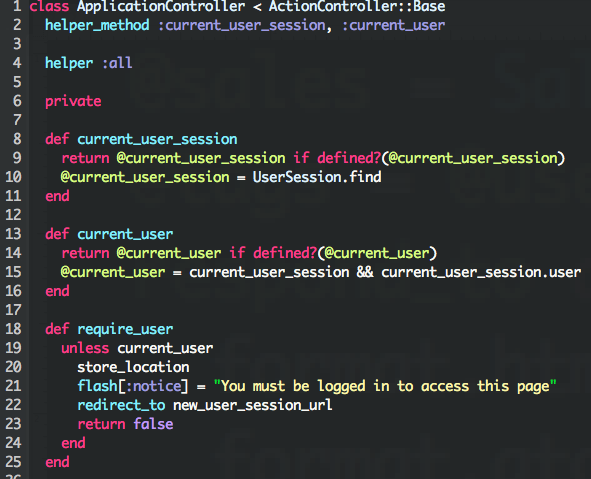 1 class ApplicationController < ActionController::Base
2 helper_method :current_user_session, :current_user
3
4 helper :all
5
6 private
7
8 def current_user_session
9 return @current_user_session if defined?(@current_user_session)
10 @current_user_session = UserSession.find
11 end
12
13 def current_user
14 return @current_user if defined?(@current_user)
15 @current_user = current_user_session && current_user_session.user
16 end
17
18 def require_user
19 unless current_user
20 store_location
21 flash[:notice] = "You must be logged in to access this page"
22 redirect_to new_user_session_url
23 return false
24 end
25 end